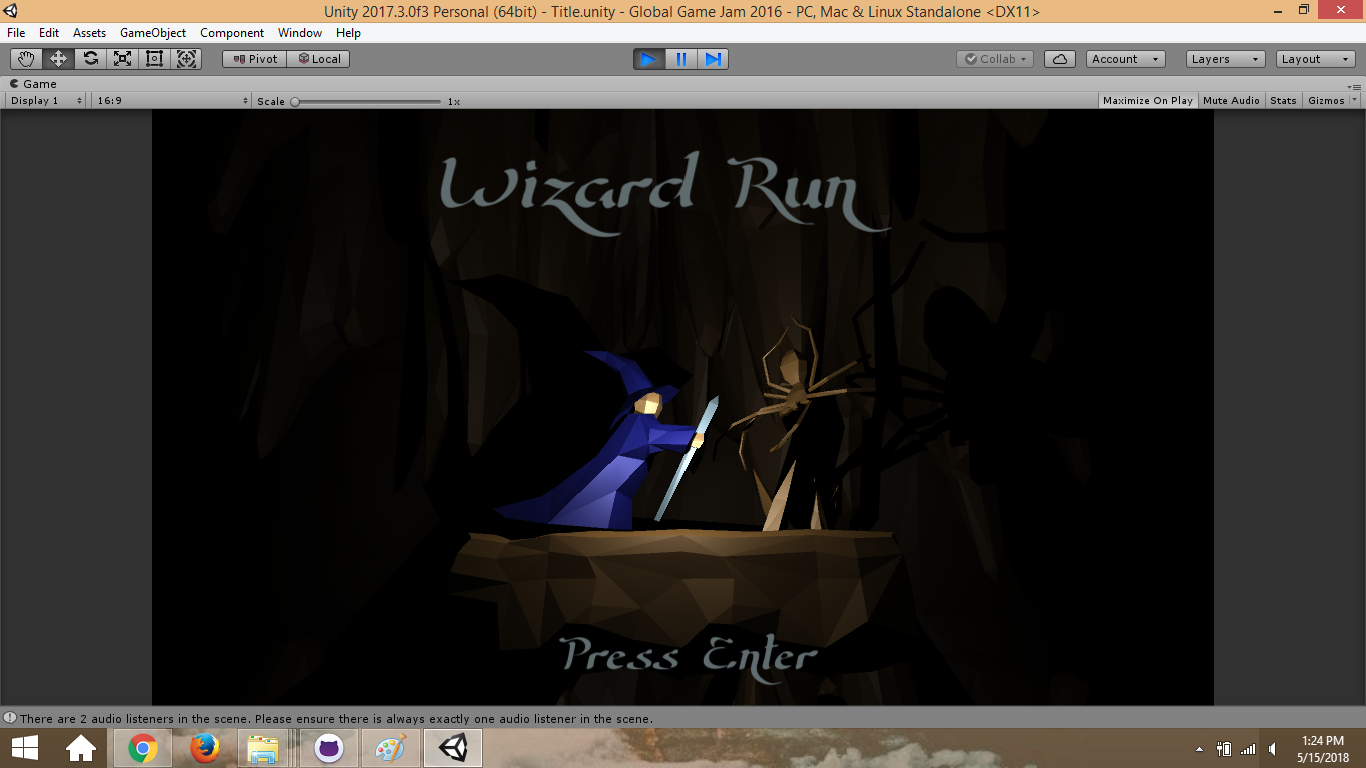 Unity 2017.3.0f3 Personal (64bit) - Title.unity - Global Game Jam 2016 - PC, Mac & Linux Standalone <DX11>
File Edit Assets GameObject Component Window Help
Pivot Local Collab Account Layers Layout
Game
Display 1 16:9 Scale 1x Maximize On Play Mute Audio Stats Gizmos
Wizard Run
Press Enter
There are 2 audio listeners in the scene. Please ensure there is always exactly one audio listener in the scene.
1:24 PM
5/15/2018